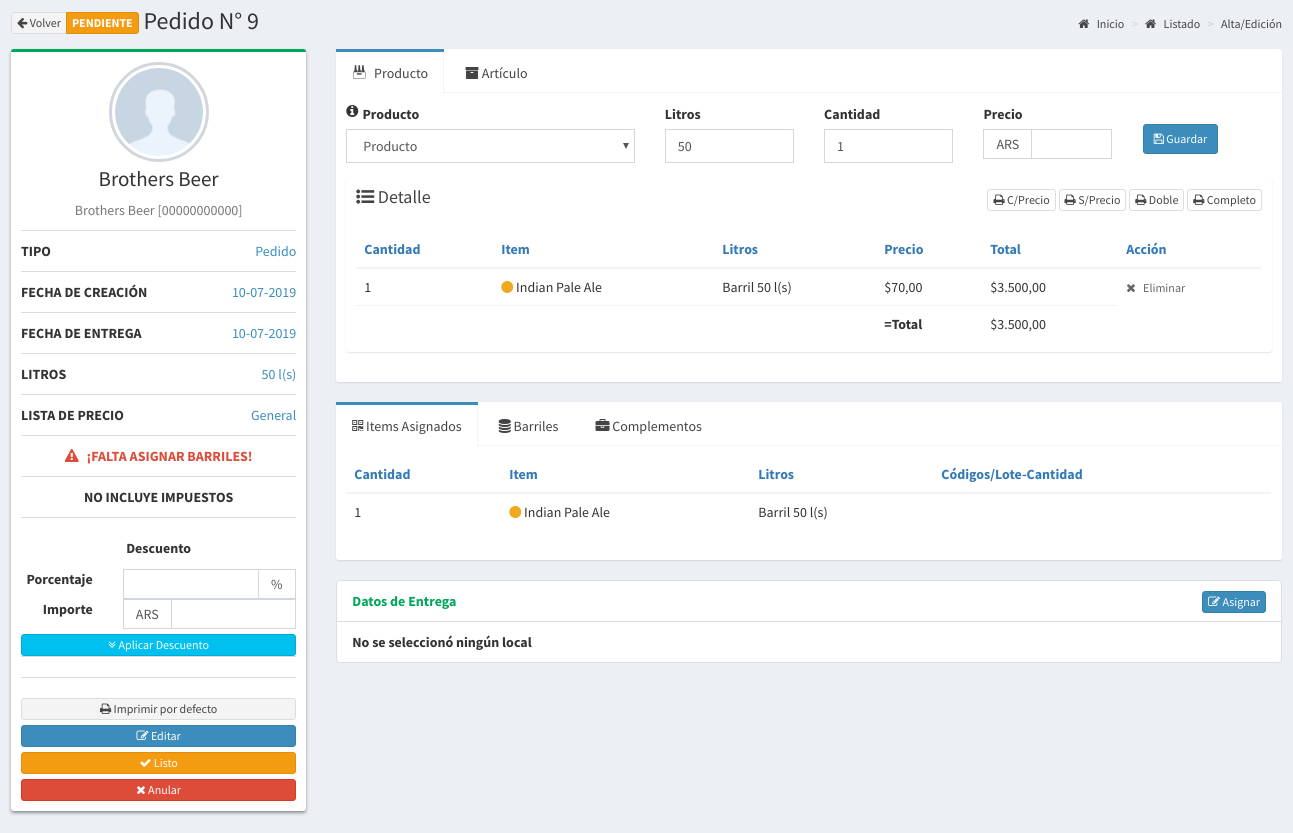 Volver PENDIENTE Pedido N° 9
Inicio > Listado > Alta/Edición
Brothers Beer
Brothers Beer [00000000000]
TIPO Pedido
FECHA DE CREACIÓN 10-07-2019
FECHA DE ENTREGA 10-07-2019
LITROS 50 l(s)
LISTA DE PRECIO General
¡FALTA ASIGNAR BARRILES!
NO INCLUYE IMPUESTOS
Descuento
Porcentaje %
Importe ARS
Aplicar Descuento
Imprimir por defecto
Editar
Listo
Anular
Producto Artículo
Producto Litros Cantidad Precio
Producto 50 1 ARS Guardar
Detalle C/Precio S/Precio Doble Completo
Cantidad Item Litros Precio Total Acción
1 Indian Pale Ale Barril 50 l(s) $70,00 $3.500,00 Eliminar
=Total $3.500,00
Items Asignados Barriles Complementos
Cantidad Item Litros Códigos/Lote-Cantidad
1 Indian Pale Ale Barril 50 l(s)
Datos de Entrega Asignar
No se seleccionó ningún local